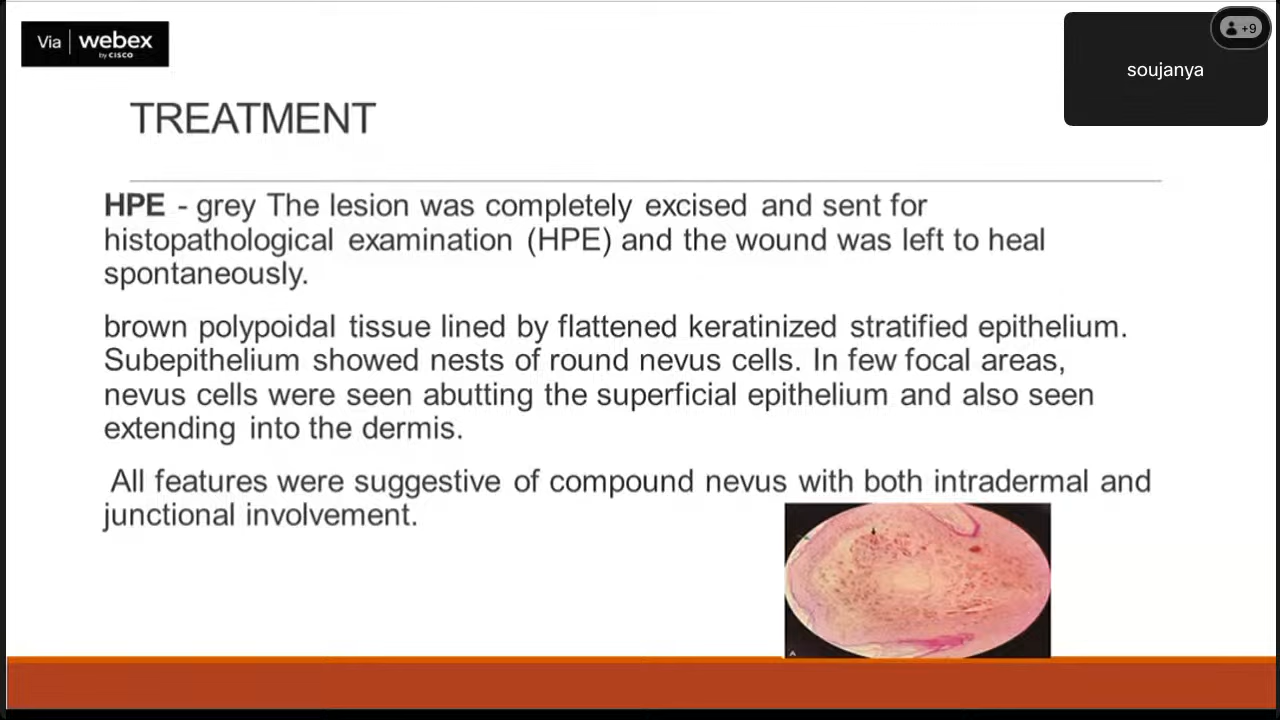 Via webex
by CISCO
+9
soujanya
TREATMENT
HPE - grey The lesion was completely excised and sent for
histopathological examination (HPE) and the wound was left to heal
spontaneously.
brown polypoidal tissue lined by flattened keratinized stratified epithelium.
Subepithelium showed nests of round nevus cells. In few focal areas,
nevus cells were seen abutting the superficial epithelium and also seen
extending into the dermis.
All features were suggestive of compound nevus with both intradermal and
junctional involvement.
A